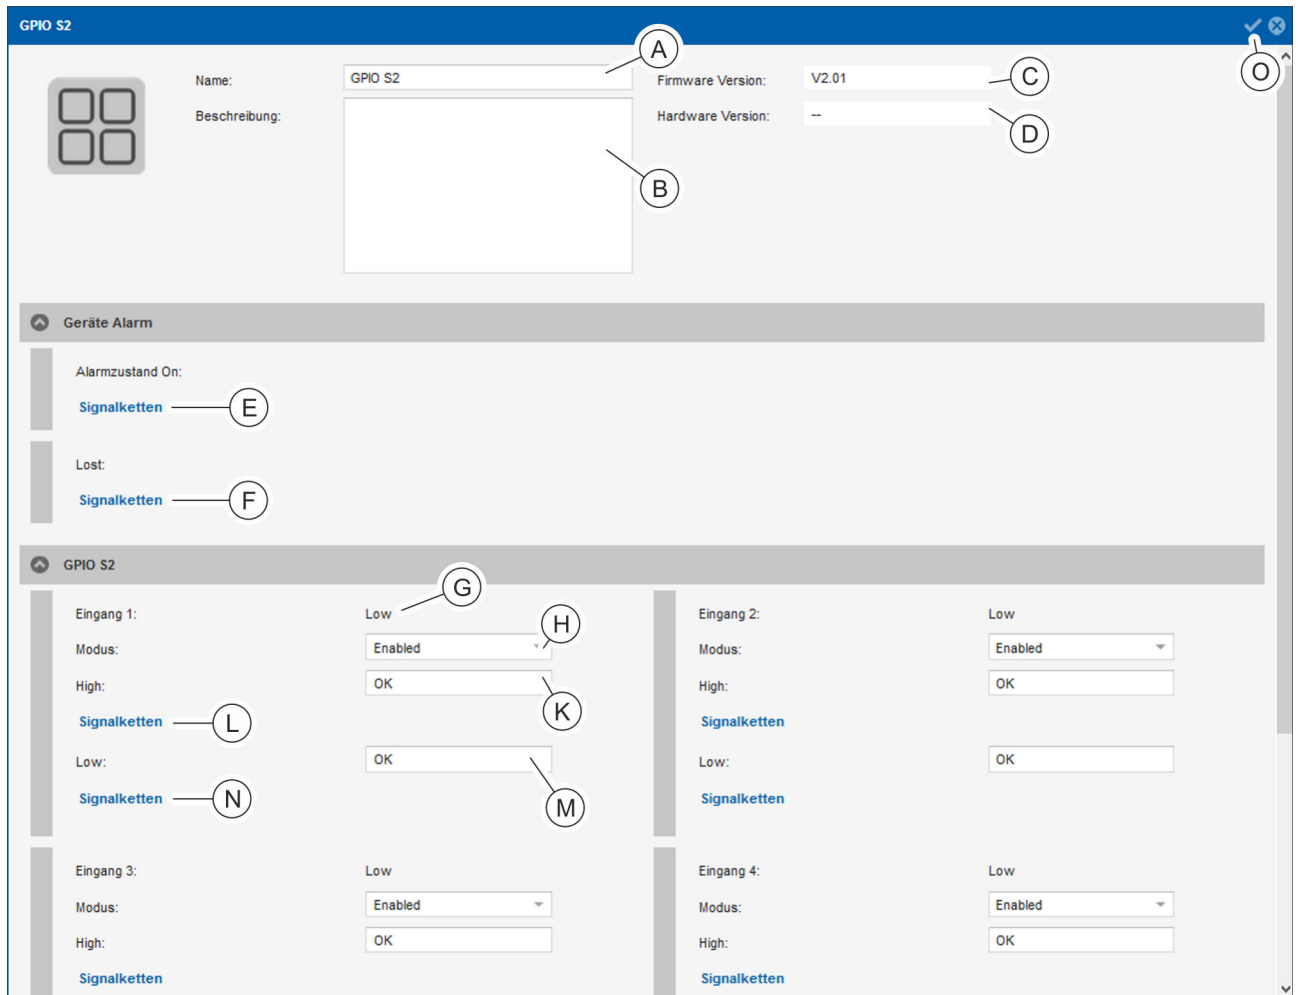 GPIO S2
A
O
Name: GPIO S2 Firmware Version: V2.01 C
Beschreibung: Hardware Version: -- D
B
Geräte Alarm
Alarmzustand On:
Signalketten E
Lost:
Signalketten F
GPIO S2
G
Eingang 1: Low Eingang 2: Low
H
Modus: Enabled Modus: Enabled
High: OK High: OK
K
Signalketten L Signalketten
Low: OK Low: OK
Signalketten N M Signalketten
Eingang 3: Low Eingang 4: Low
Modus: Enabled Modus: Enabled
High: OK High: OK
Signalketten Signalketten